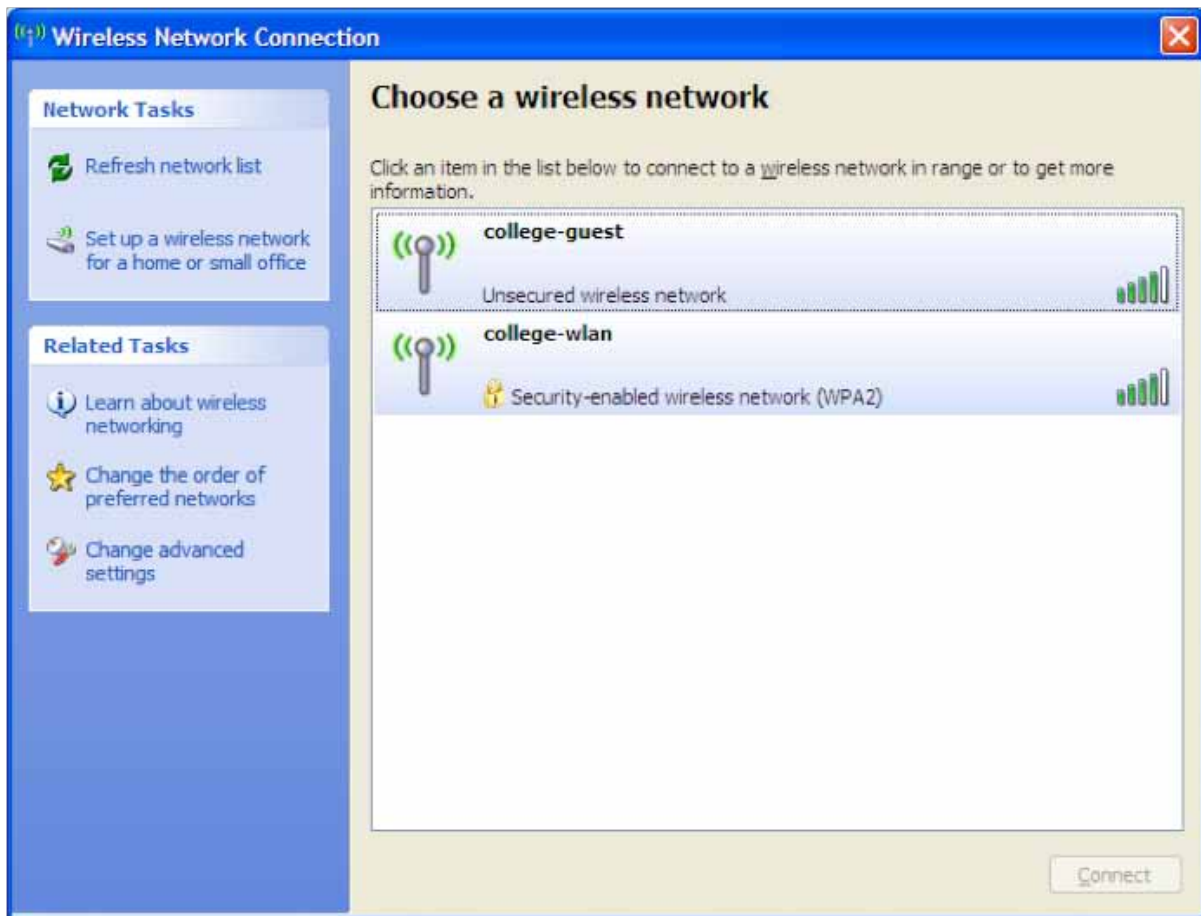 Wireless Network Connection
Network Tasks
Refresh network list
Set up a wireless network
for a home or small office
Related Tasks
Learn about wireless
networking
Change the order of
preferred networks
Change advanced
settings
Choose a wireless network
Click an item in the list below to connect to a wireless network in range or to get more
information.
college-guest
Unsecured wireless network
college-wlan
Security-enabled wireless network (WPA2)
Connect